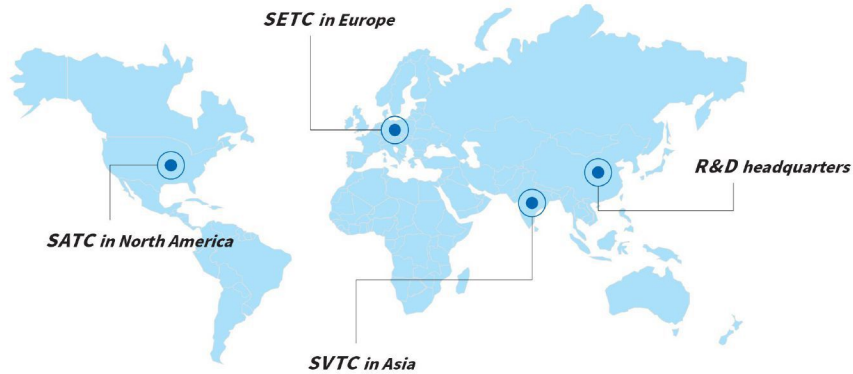 SETC in Europe
R&D headquarters
SATC in North America
SVTC in Asia